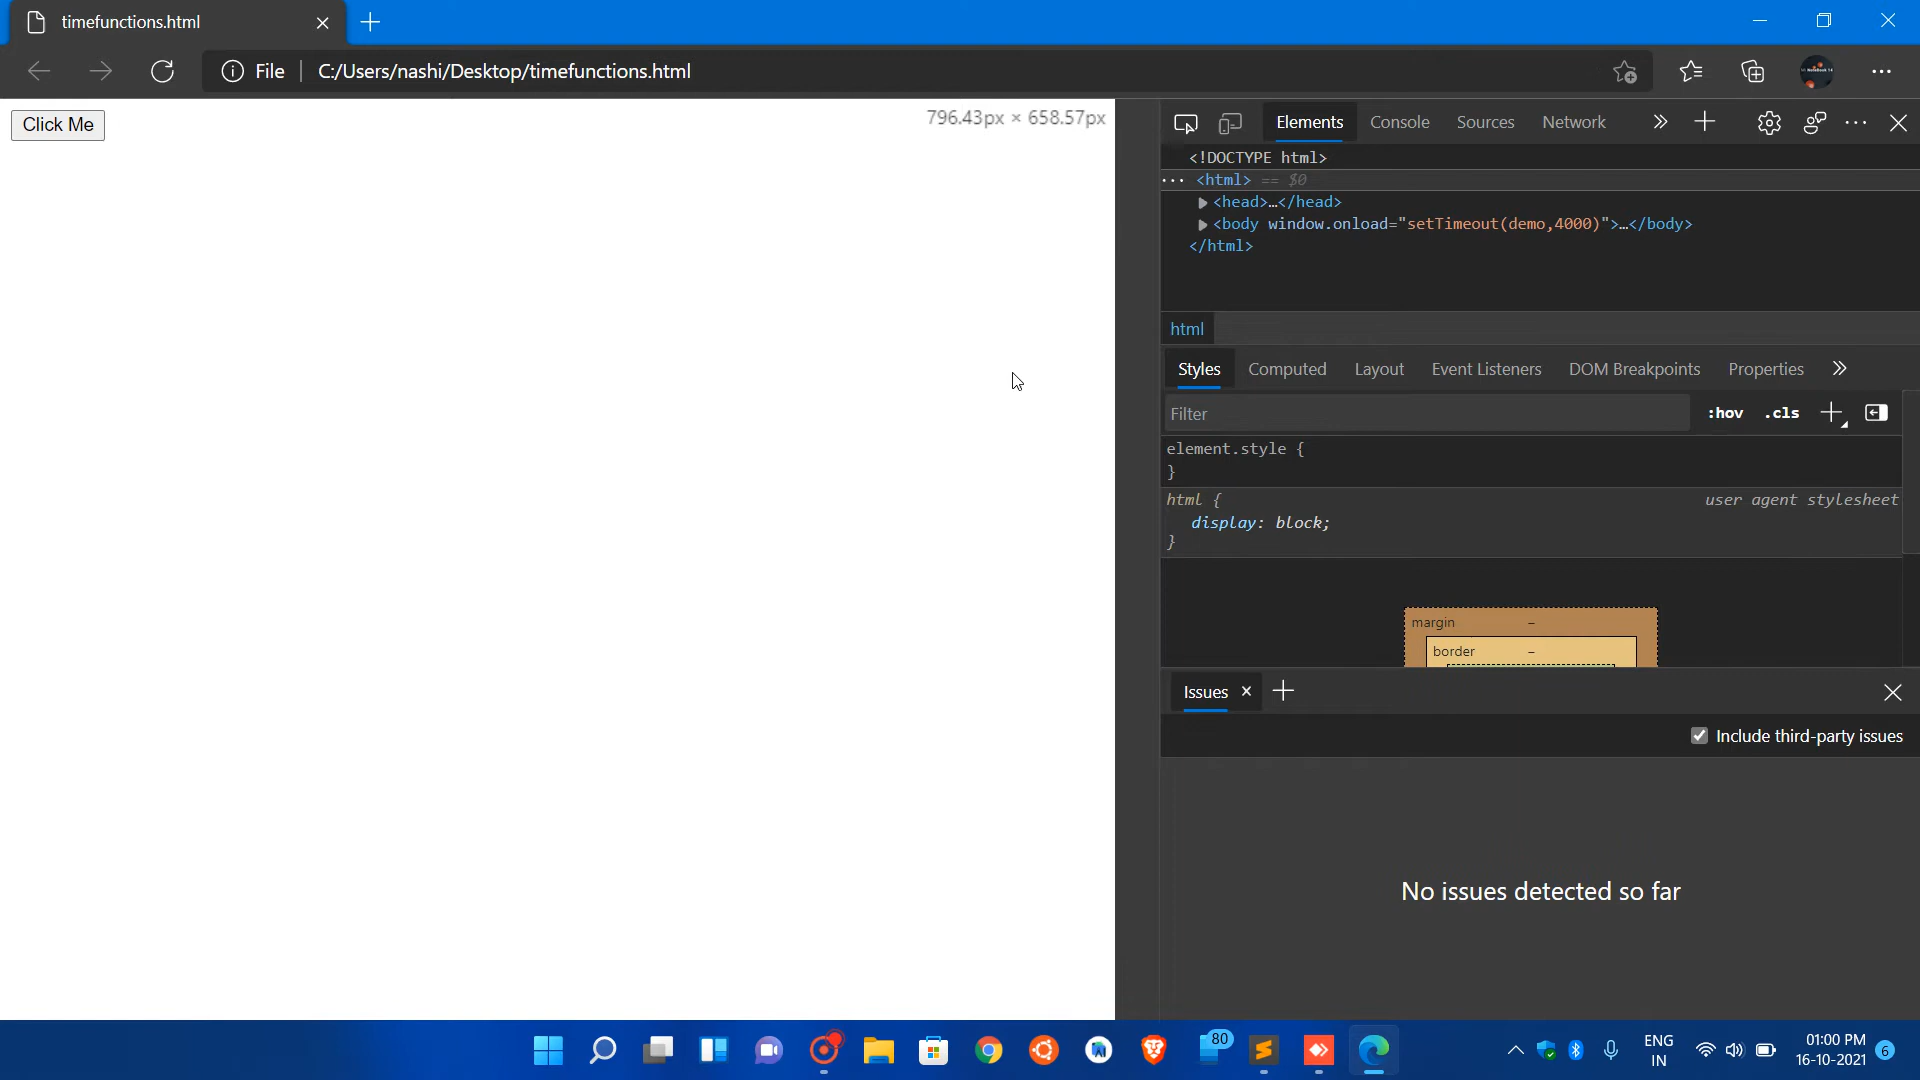 timefunctions.html
File
C:/Users/nashi/Desktop/timefunctions.html
Click Me
796.43px × 658.57px
Elements
Console
Sources
Network
<!DOCTYPE html>
··· <html> == $0
<head>…</head>
<body window.onload="setTimeout(demo,4000)">…</body>
</html>
html
Styles
Computed
Layout
Event Listeners
DOM Breakpoints
Properties
Filter
:hov
.cls
element.style {
}
html {
user agent stylesheet
display: block;
}
margin –
border –
Issues
Include third-party issues
No issues detected so far
80
ENG
IN
01:00 PM
16-10-2021
6